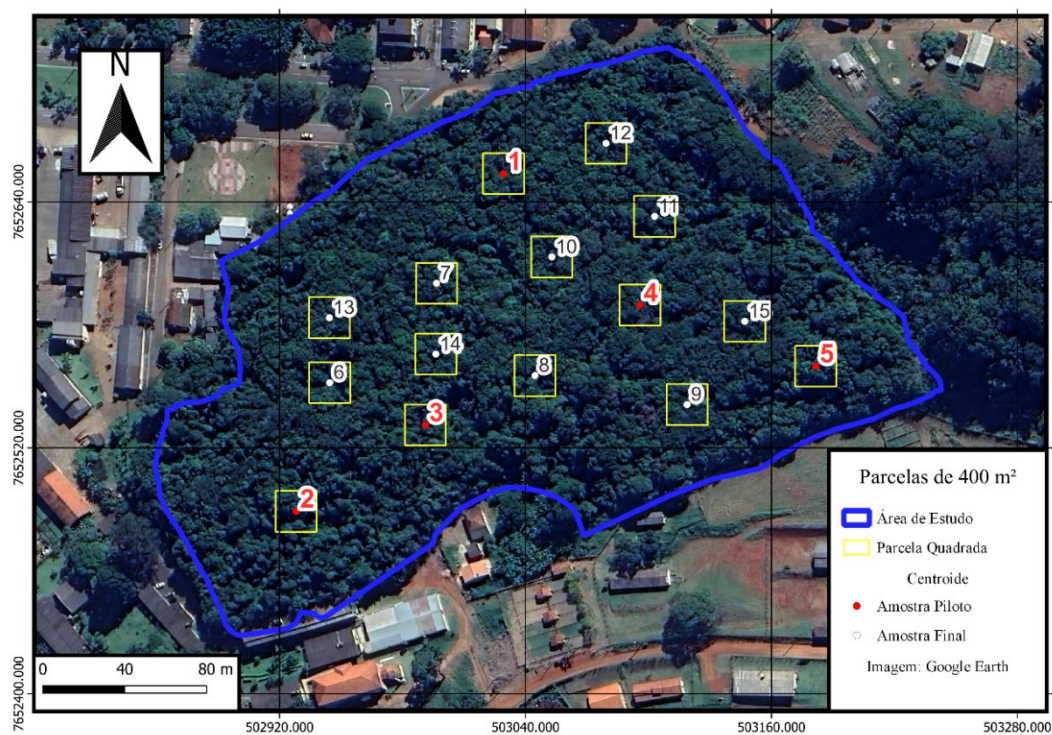 N
12
1
7652640.000
11
10
7
4
13
15
14
5
8
6
9
3
7652520.000
2
Parcelas de 400 m²
Área de Estudo
Parcela Quadrada
Centroide
Amostra Piloto
Amostra Final
Imagem: Google Earth
0 40 80 m
7652400.000
502920.000 503040.000 503160.000 503280.000